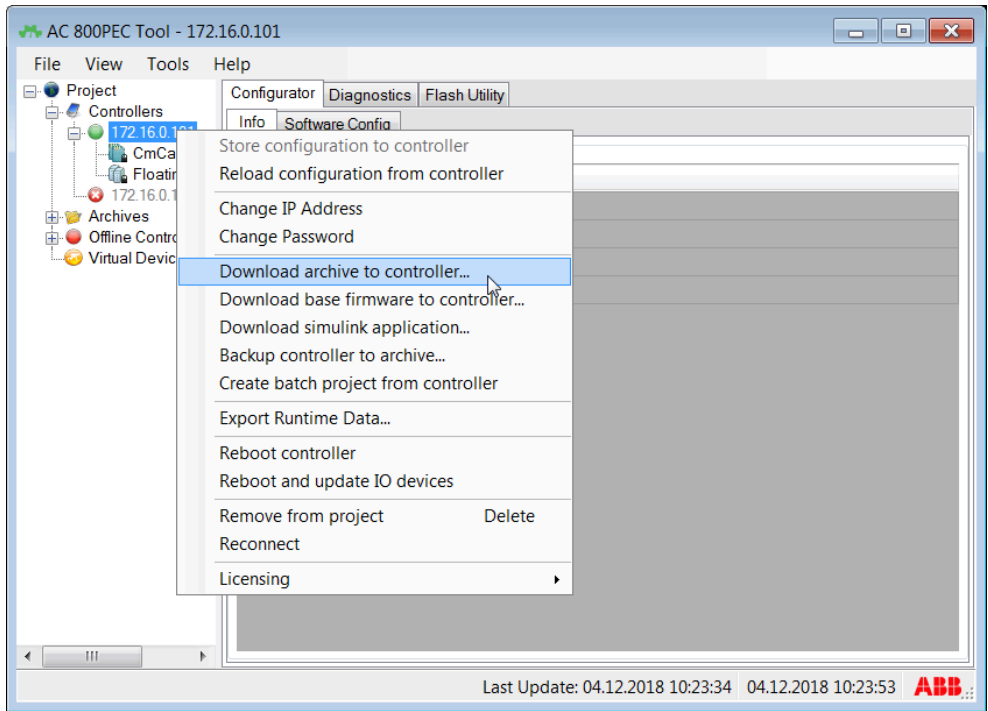 AC 800PEC Tool - 172.16.0.101
File View Tools Help
Project
Controllers
172.16.0.101
CmCa
Floatin
172.16.0.1
Archives
Offline Contro
Virtual Devic
Configurator Diagnostics Flash Utility
Info Software Config
Store configuration to controller
Reload configuration from controller
Change IP Address
Change Password
Download archive to controller...
Download base firmware to controller...
Download simulink application...
Backup controller to archive...
Create batch project from controller
Export Runtime Data...
Reboot controller
Reboot and update IO devices
Remove from project Delete
Reconnect
Licensing
Last Update: 04.12.2018 10:23:34 04.12.2018 10:23:53 ABB